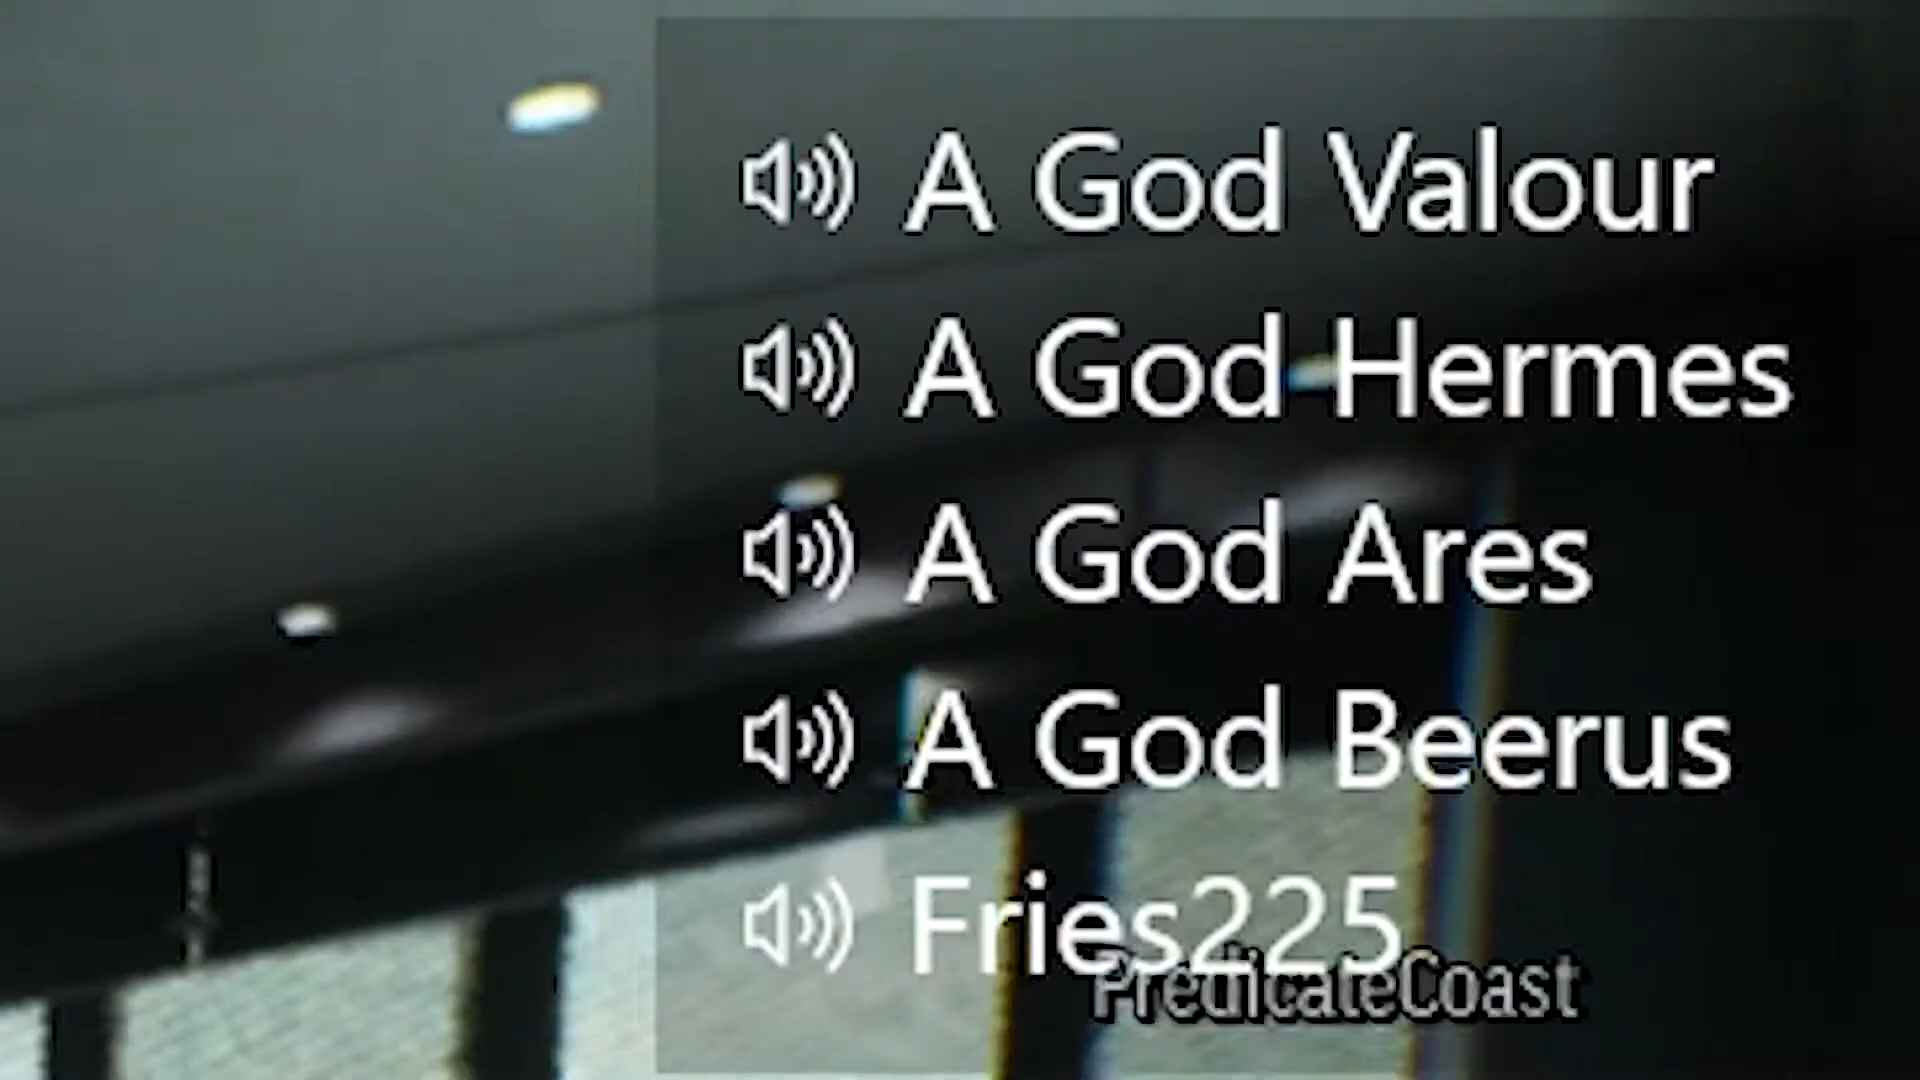 A God Valour
A God Hermes
A God Ares
A God Beerus
Fries225
PredicateCoast